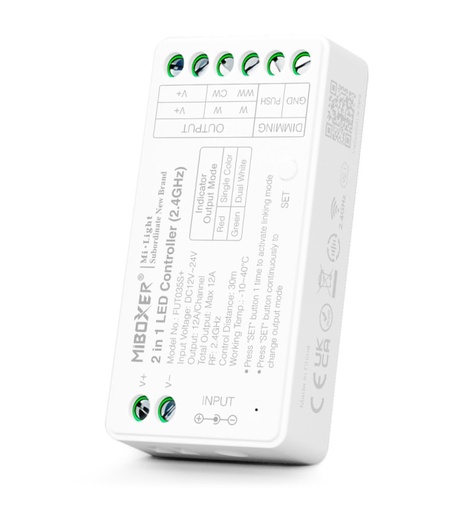 MIBOXER®
Mi·Light
Subordinate New Brand
2 in 1 LED Controller (2.4GHz)
Model No.: FUT035S+
Input Voltage: DC12V~24V
Output: 12A/Channel
Total Output: Max 12A
RF: 2.4GHz
Control Distance: 30m
Working Temp.: -10~40°C
• Press "SET" button 1 time to activate linking mode
• Press "SET" button continuously to
change output mode
Indicator
Output Mode
Red
Single Color
Green
Dual White
SET
OUTPUT
DIMMING
V+
W
W
V+
CW
WW
PUSH
GND
V+
V−
INPUT
2.4GHz
CE
UK
CA